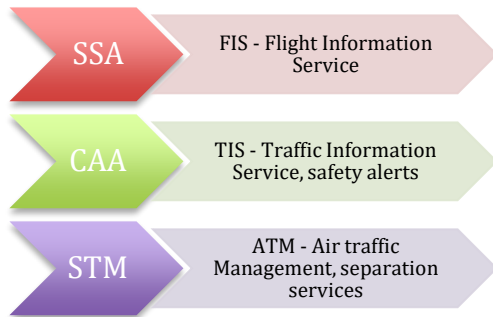 SSA
FIS - Flight Information
Service
CAA
TIS - Traffic Information
Service, safety alerts
STM
ATM - Air traffic
Management, separation
services